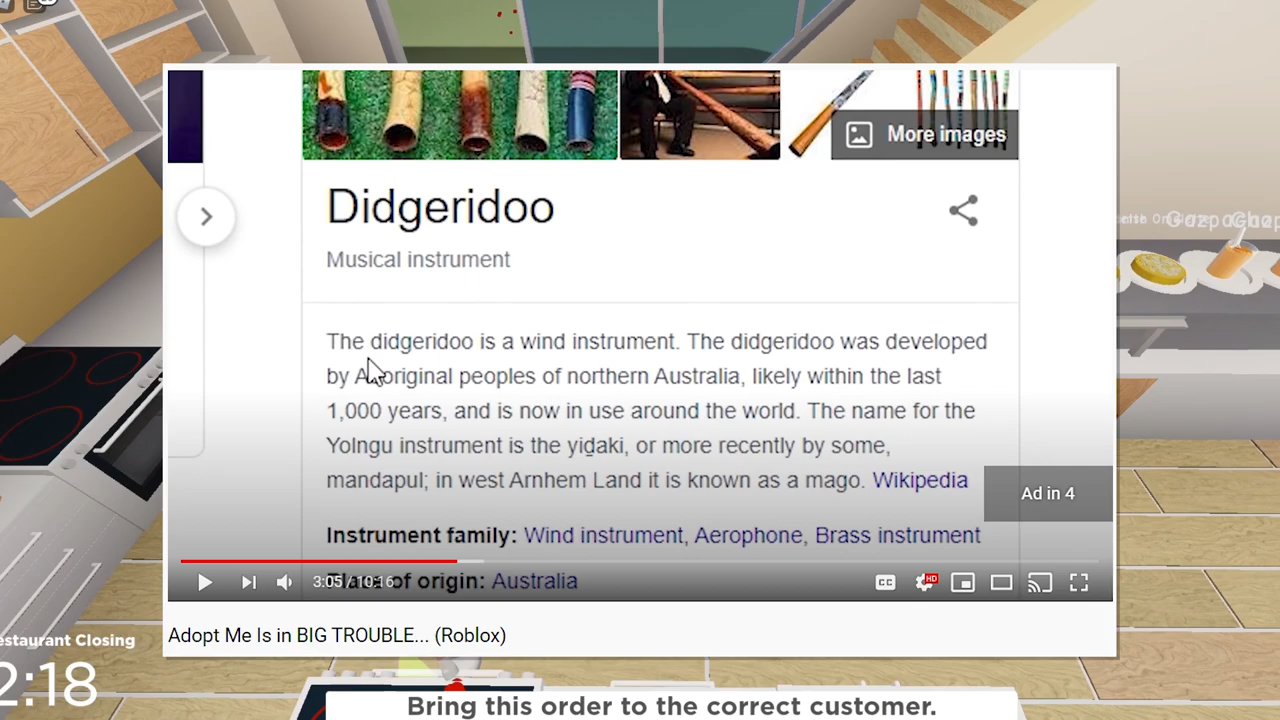 More images
Didgeridoo
Musical instrument
The didgeridoo is a wind instrument. The didgeridoo was developed
by Aboriginal peoples of northern Australia, likely within the last
1,000 years, and is now in use around the world. The name for the
Yolngu instrument is the yiḏaki, or more recently by some,
mandapul; in west Arnhem Land it is known as a mago. Wikipedia
Ad in 4
Instrument family: Wind instrument, Aerophone, Brass instrument
3:05 / 10:16
Place of origin: Australia
CC
HD
Adopt Me Is in BIG TROUBLE... (Roblox)
estaurant Closing
2:18
Bring this order to the correct customer.